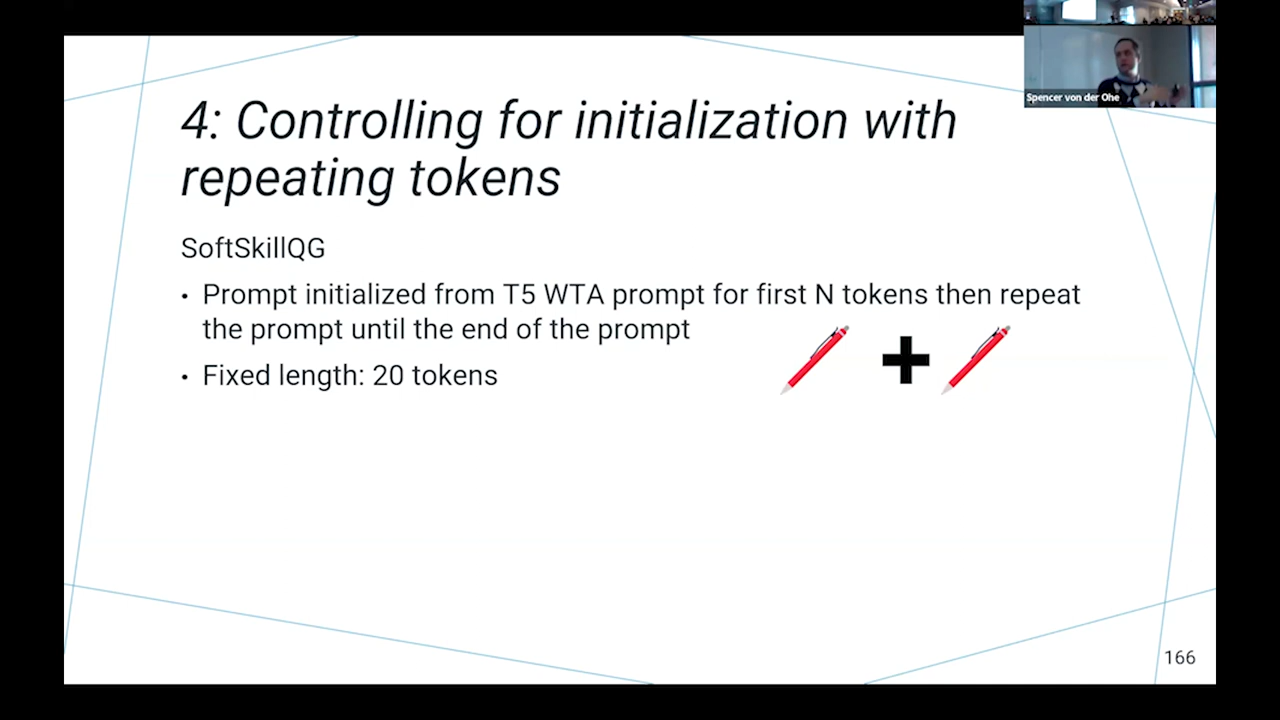 Spencer von der Ohe
4: Controlling for initialization with
repeating tokens
SoftSkillQG
• Prompt initialized from T5 WTA prompt for first N tokens then repeat
the prompt until the end of the prompt
• Fixed length: 20 tokens
166